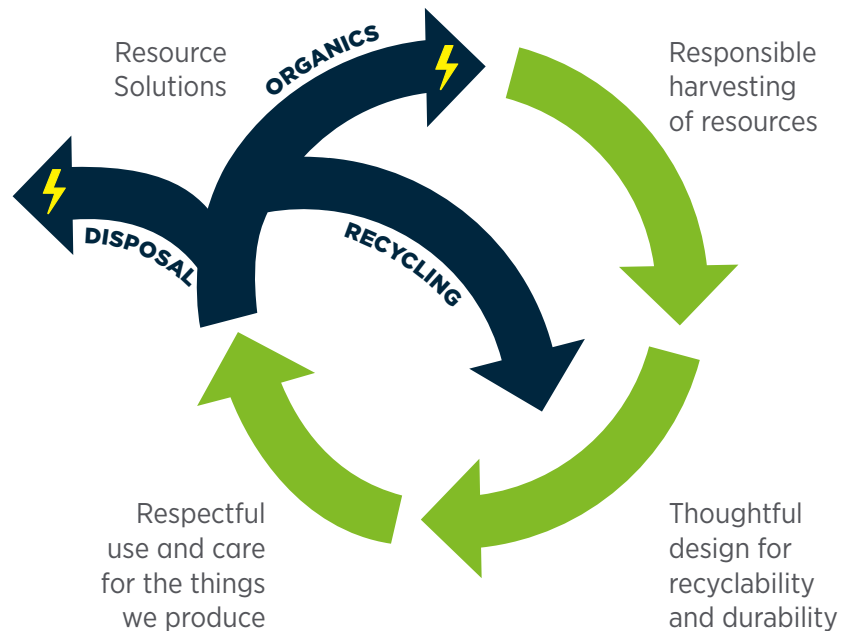 Resource
Solutions
ORGANICS
Responsible
harvesting
of resources
DISPOSAL
RECYCLING
Respectful
use and care
for the things
we produce
Thoughtful
design for
recyclability
and durability